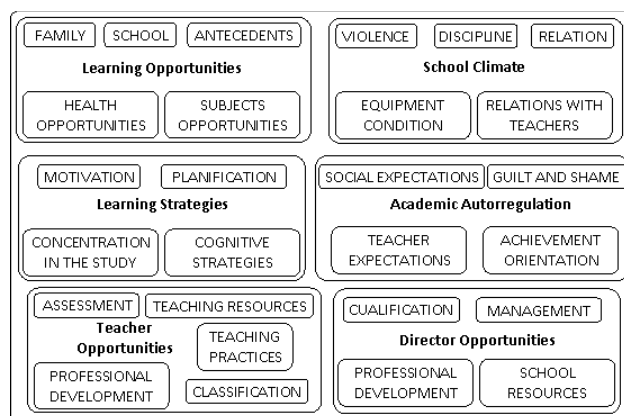 FAMILY SCHOOL ANTECEDENTS
Learning Opportunities
HEALTH
OPPORTUNITIES
SUBJECTS
OPPORTUNITIES
VIOLENCE DISCIPLINE RELATION
School Climate
EQUIPMENT
CONDITION
RELATIONS WITH
TEACHERS
MOTIVATION PLANIFICATION
Learning Strategies
CONCENTRATION
IN THE STUDY
COGNITIVE
STRATEGIES
SOCIAL EXPECTATIONS GUILT AND SHAME
Academic Autorregulation
TEACHER
EXPECTATIONS
ACHIEVEMENT
ORIENTATION
ASSESSMENT TEACHING RESOURCES
Teacher
Opportunities
TEACHING
PRACTICES
PROFESSIONAL
DEVELOPMENT
CLASSIFICATION
CUALIFICATION MANAGEMENT
Director Opportunities
PROFESSIONAL
DEVELOPMENT
SCHOOL
RESOURCES